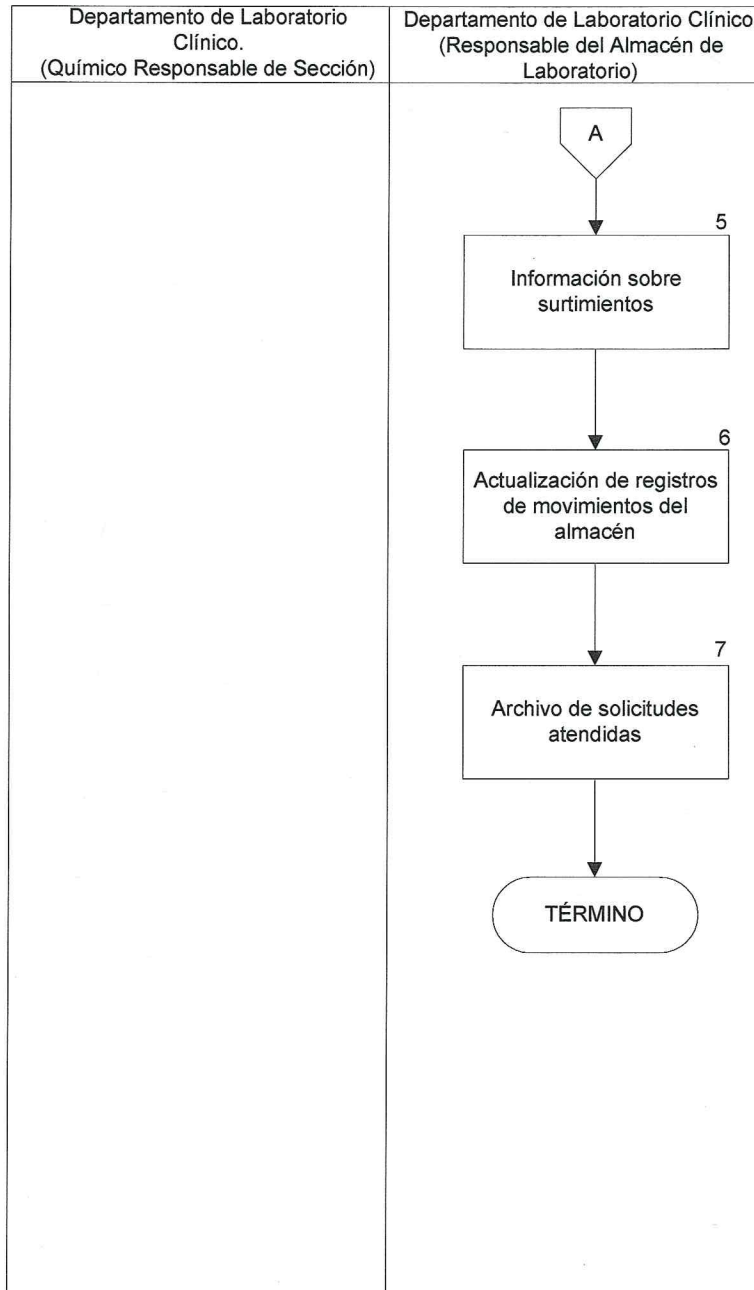 Departamento de Laboratorio
Clínico.
(Químico Responsable de Sección)
Departamento de Laboratorio Clínico
(Responsable del Almacén de
Laboratorio)
A
5
Información sobre
surtimientos
6
Actualización de registros
de movimientos del
almacén
7
Archivo de solicitudes
atendidas
TÉRMINO